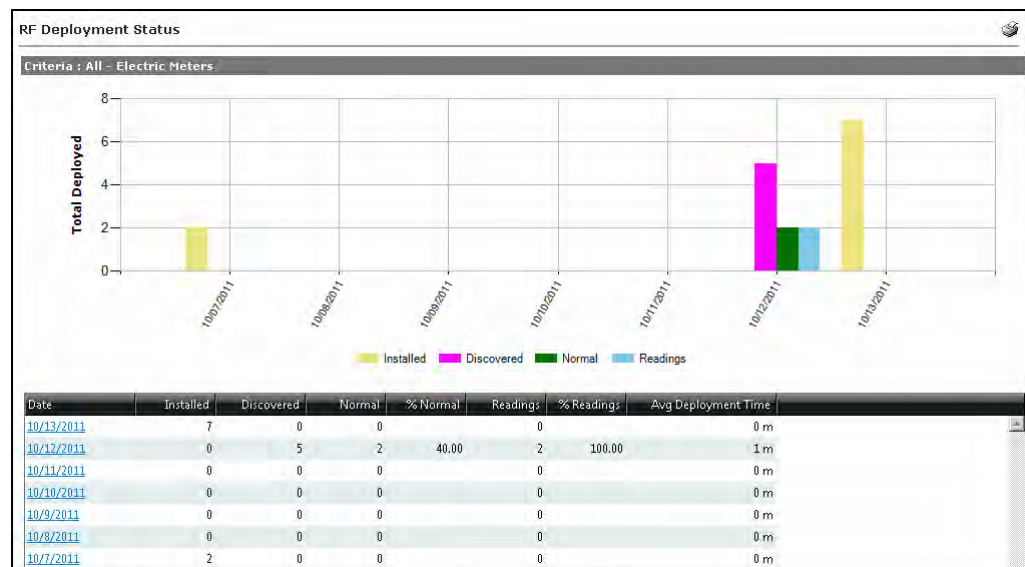 RF Deployment Status
Criteria : All - Electric Meters
Total Deployed
8
6
4
2
0
10/07/2011 10/08/2011 10/09/2011 10/10/2011 10/11/2011 10/12/2011 10/13/2011
Installed Discovered Normal Readings
Date Installed Discovered Normal % Normal Readings % Readings Avg Deployment Time
10/13/2011 7 0 0 0 0 m
10/12/2011 0 5 2 40.00 2 100.00 1 m
10/11/2011 0 0 0 0 0 m
10/10/2011 0 0 0 0 0 m
10/9/2011 0 0 0 0 0 m
10/8/2011 0 0 0 0 0 m
10/7/2011 2 0 0 0 0 m